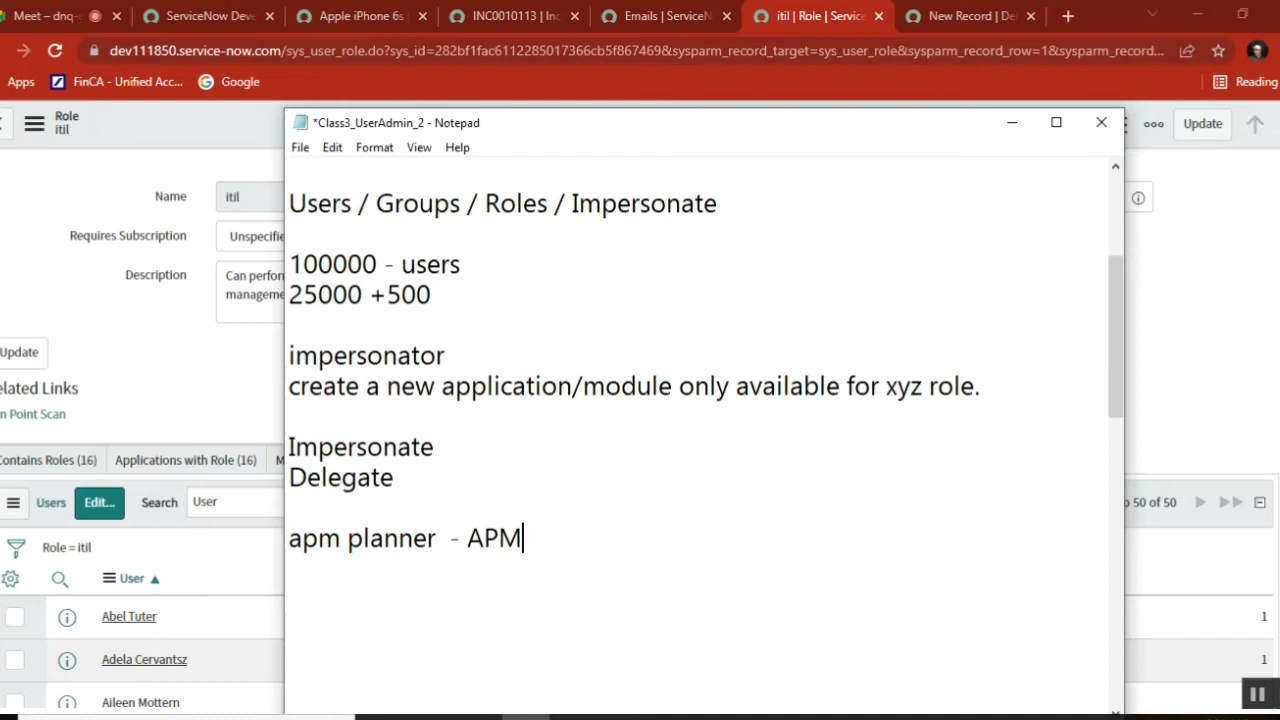 Meet – dnq-
ServiceNow Deve
Apple iPhone 6s
INC0010113 | Inc
Emails | ServiceN
itil | Role | Service
New Record | De
dev111850.service-now.com/sys_user_role.do?sys_id=282bf1fac6112285017366cb5f867469&sysparm_record_target=sys_user_role&sysparm_record_row=1&sysparm_record...
Apps
FinCA - Unified Acc...
Google
Reading
Role
itil
Update
*Class3_UserAdmin_2 - Notepad
File Edit Format View Help
Name
itil
Requires Subscription
Unspecifie
Description
Can perfor
manageme
Users / Groups / Roles / Impersonate
100000 - users
25000 +500
impersonator
create a new application/module only available for xyz role.
Impersonate
Delegate
apm planner - APM
Update
elated Links
n Point Scan
ontains Roles (16)
Applications with Role (16)
M
Users
Edit...
Search
User
o 50 of 50
Role = itil
User
Abel Tuter
1
Adela Cervantsz
1
Aileen Mottern